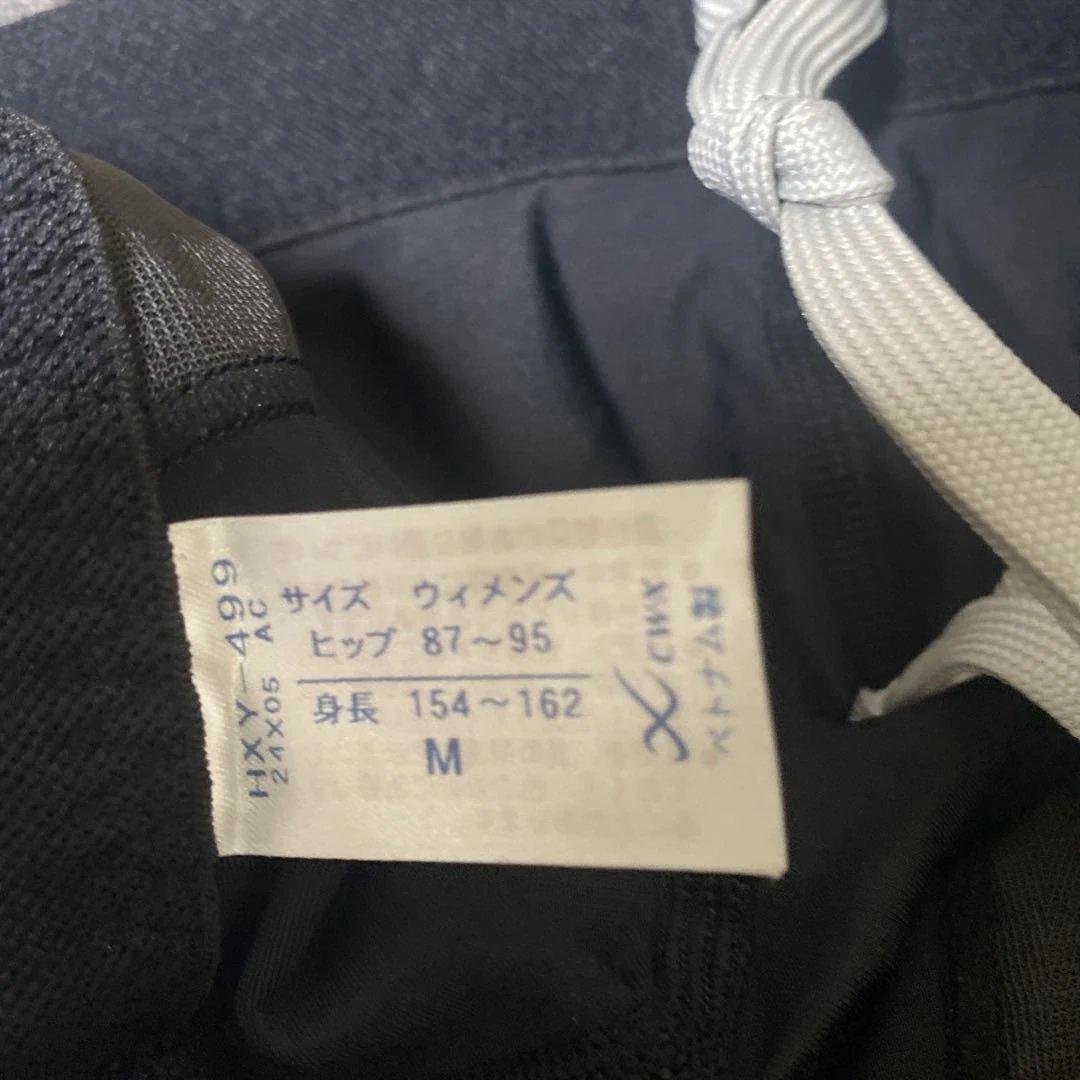 HXY-499
24X05 AC
サイズ ウィメンズ
ヒップ 87〜95
身長 154〜162
M
CWX
ベトナム製